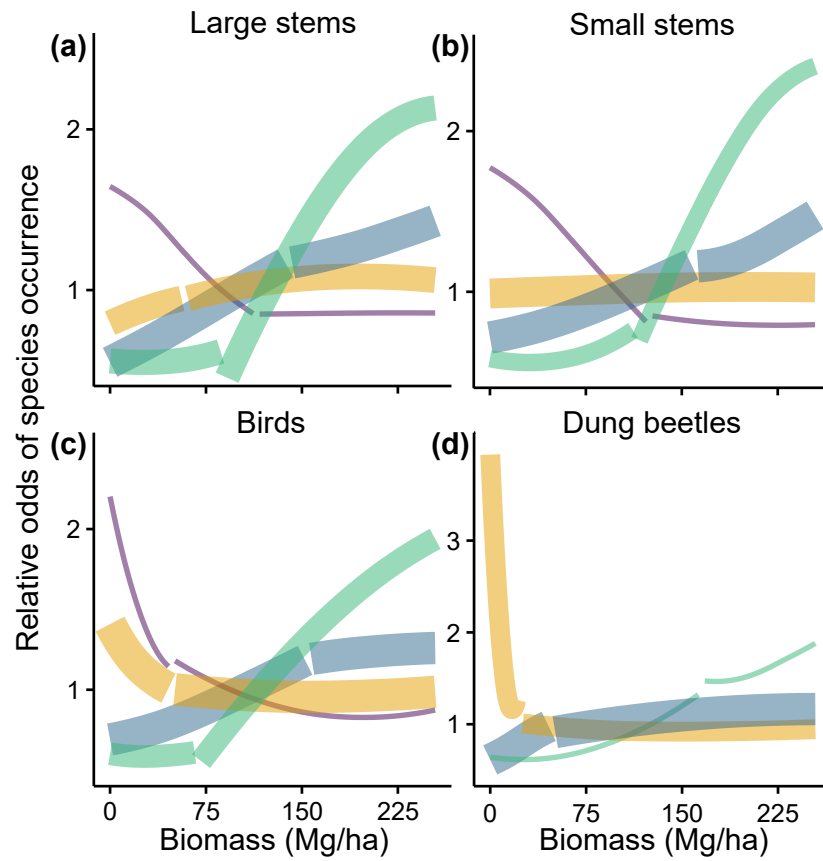 Large stems
Small stems
(a)
(b)
2
1
2
1
Relative odds of species occurrence
Birds
Dung beetles
(c)
(d)
2
1
3
2
1
0
75
150
225
0
75
150
225
Biomass (Mg/ha)
Biomass (Mg/ha)